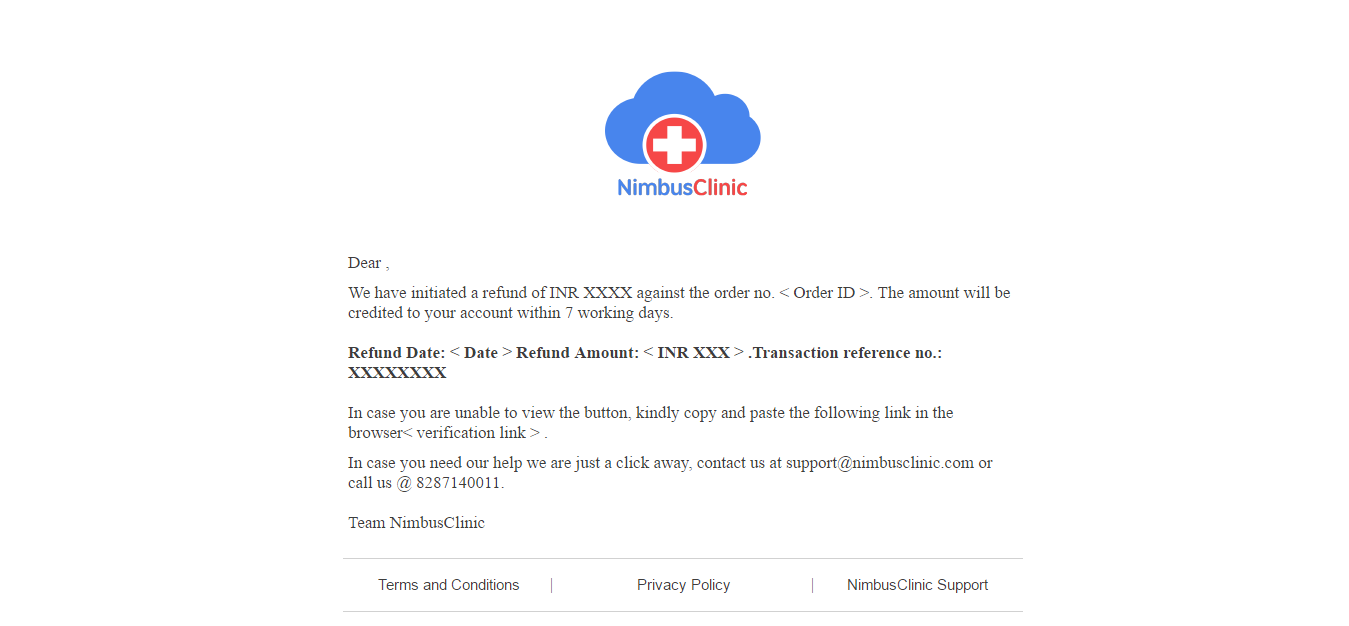 NimbusClinic
Dear ,
We have initiated a refund of INR XXXX against the order no. < Order ID >. The amount will be
credited to your account within 7 working days.
Refund Date: < Date > Refund Amount: < INR XXX > .Transaction reference no.:
XXXXXXXX
In case you are unable to view the button, kindly copy and paste the following link in the
browser< verification link > .
In case you need our help we are just a click away, contact us at support@nimbusclinic.com or
call us @ 8287140011.
Team NimbusClinic
Terms and Conditions | Privacy Policy | NimbusClinic Support